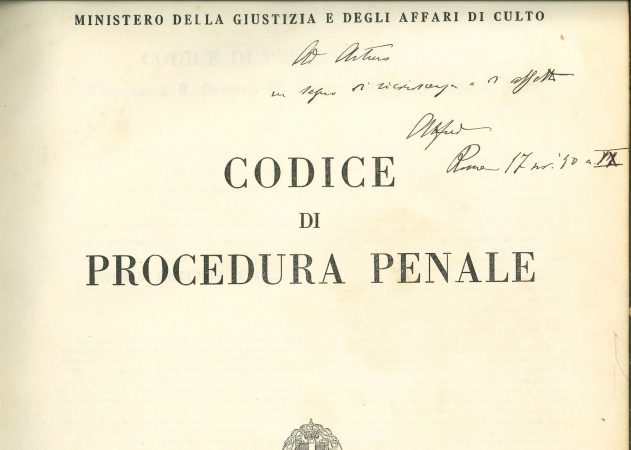 MINISTERO DELLA GIUSTIZIA E DEGLI AFFARI DI CULTO
Ad Arturo
in segno di riconoscenza e di affetto
Alfredo
Roma 17 nov. 30 a. IX
CODICE
DI
PROCEDURA PENALE